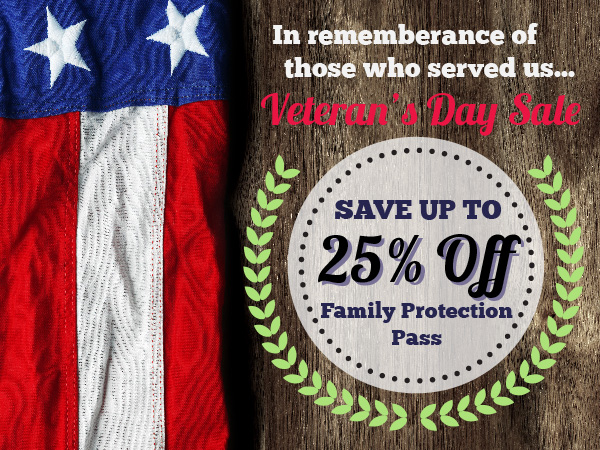 In rememberance of
those who served us...
Veteran's Day Sale
SAVE UP TO
25% Off
Family Protection
Pass